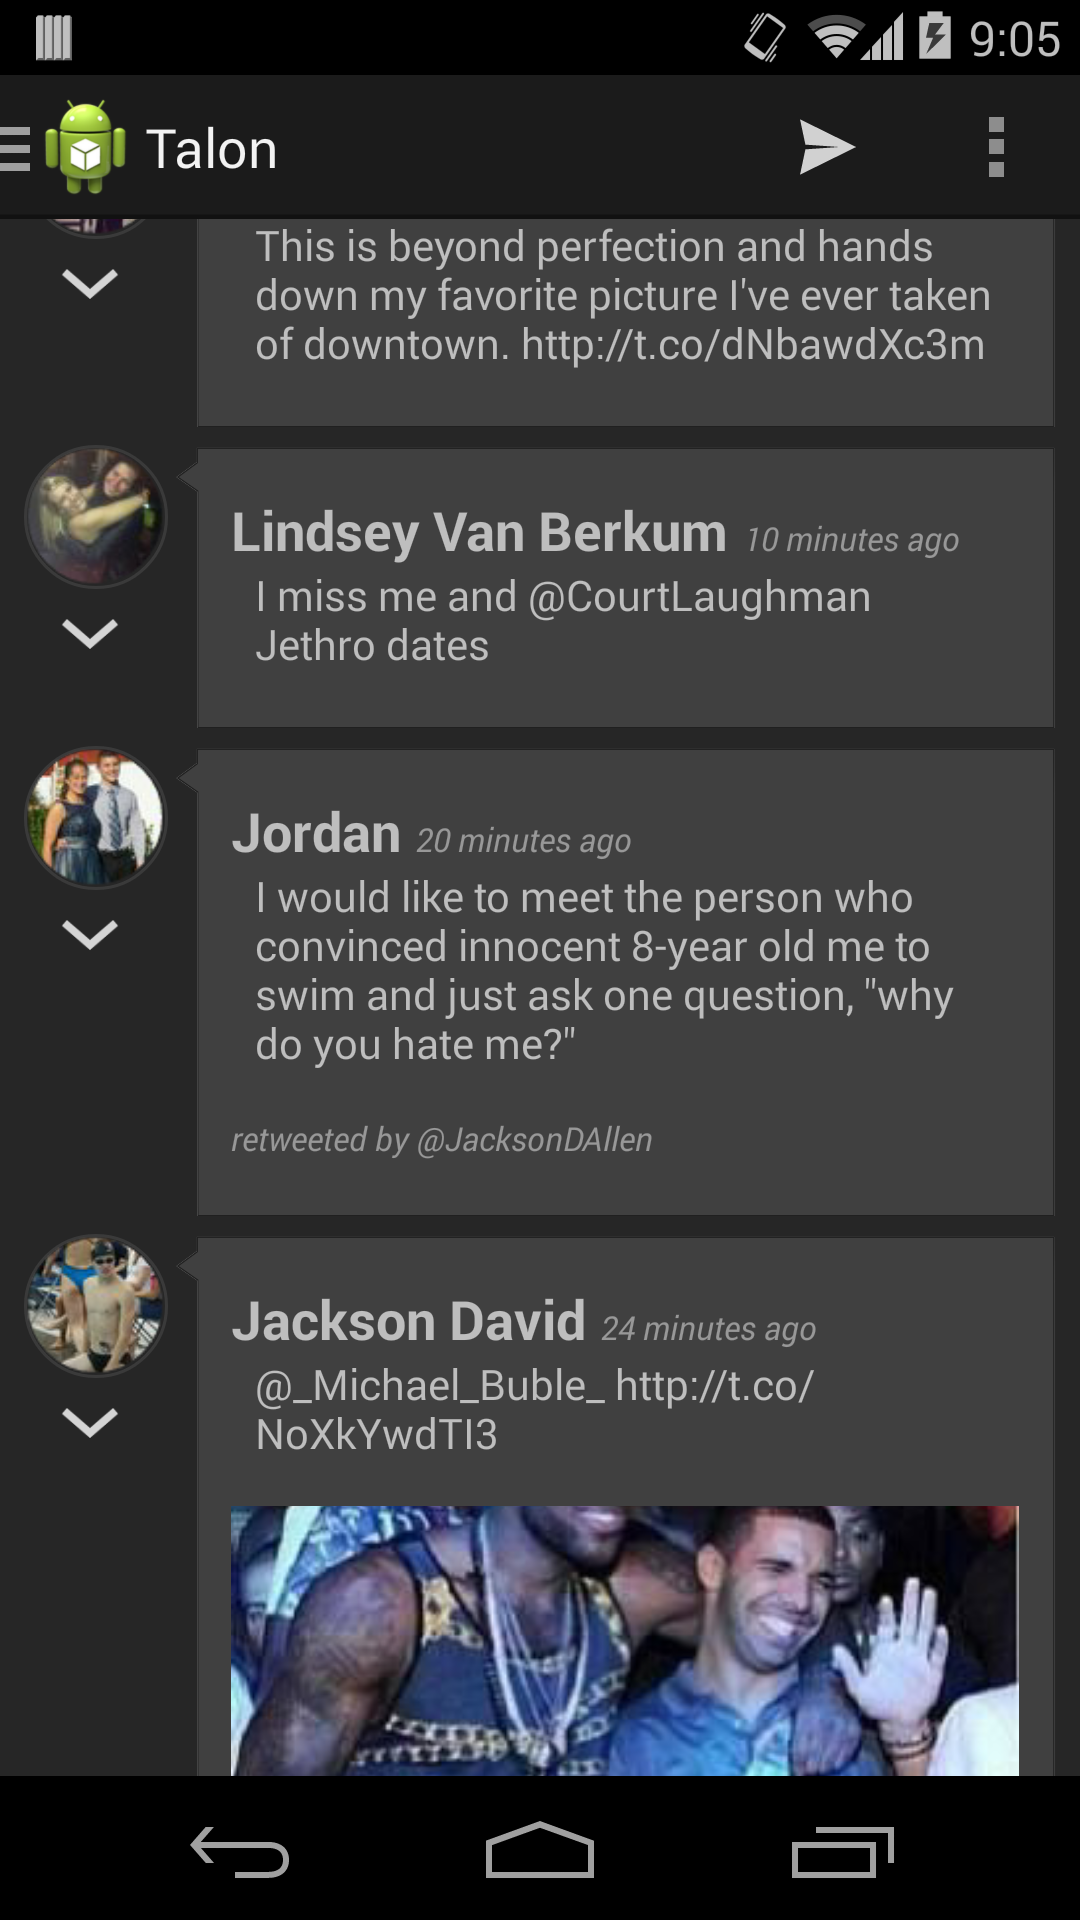 9:05
Talon
This is beyond perfection and hands
down my favorite picture I've ever taken
of downtown. http://t.co/dNbawdXc3m
Lindsey Van Berkum 10 minutes ago
I miss me and @CourtLaughman
Jethro dates
Jordan 20 minutes ago
I would like to meet the person who
convinced innocent 8-year old me to
swim and just ask one question, "why
do you hate me?"
retweeted by @JacksonDAllen
Jackson David 24 minutes ago
@_Michael_Buble_ http://t.co/
NoXkYwdTI3